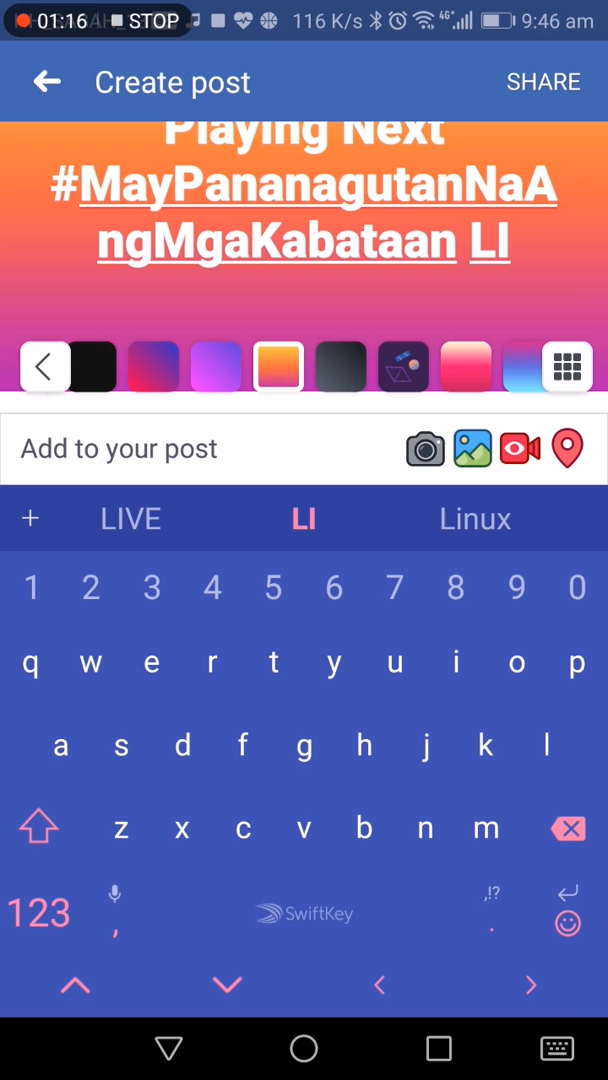 01:16 STOP 116 K/s 4G+ 9:46 am
Create post SHARE
Playing Next
#MayPananagutanNaA
ngMgaKabataan LI
Add to your post
+ LIVE LI Linux
1 2 3 4 5 6 7 8 9 0
q w e r t y u i o p
a s d f g h j k l
z x c v b n m
,!?
123 , SwiftKey .